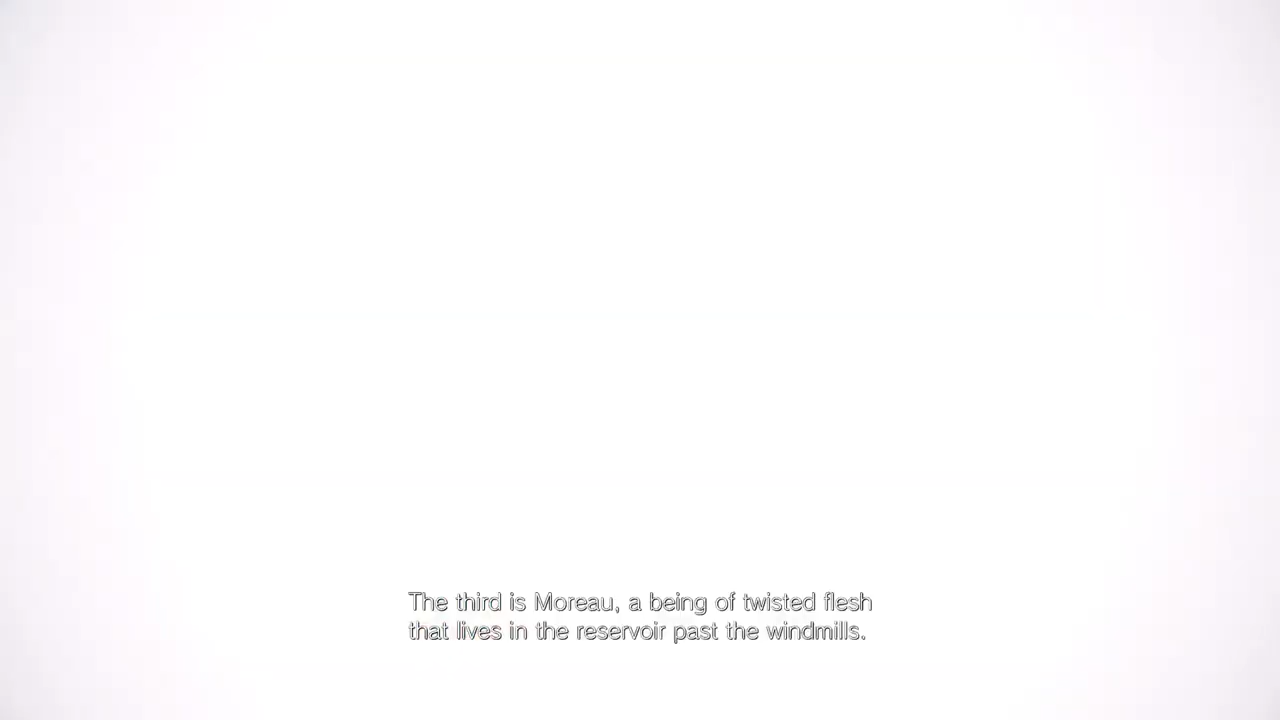 The third is Moreau, a being of twisted flesh
that lives in the reservoir past the windmills.